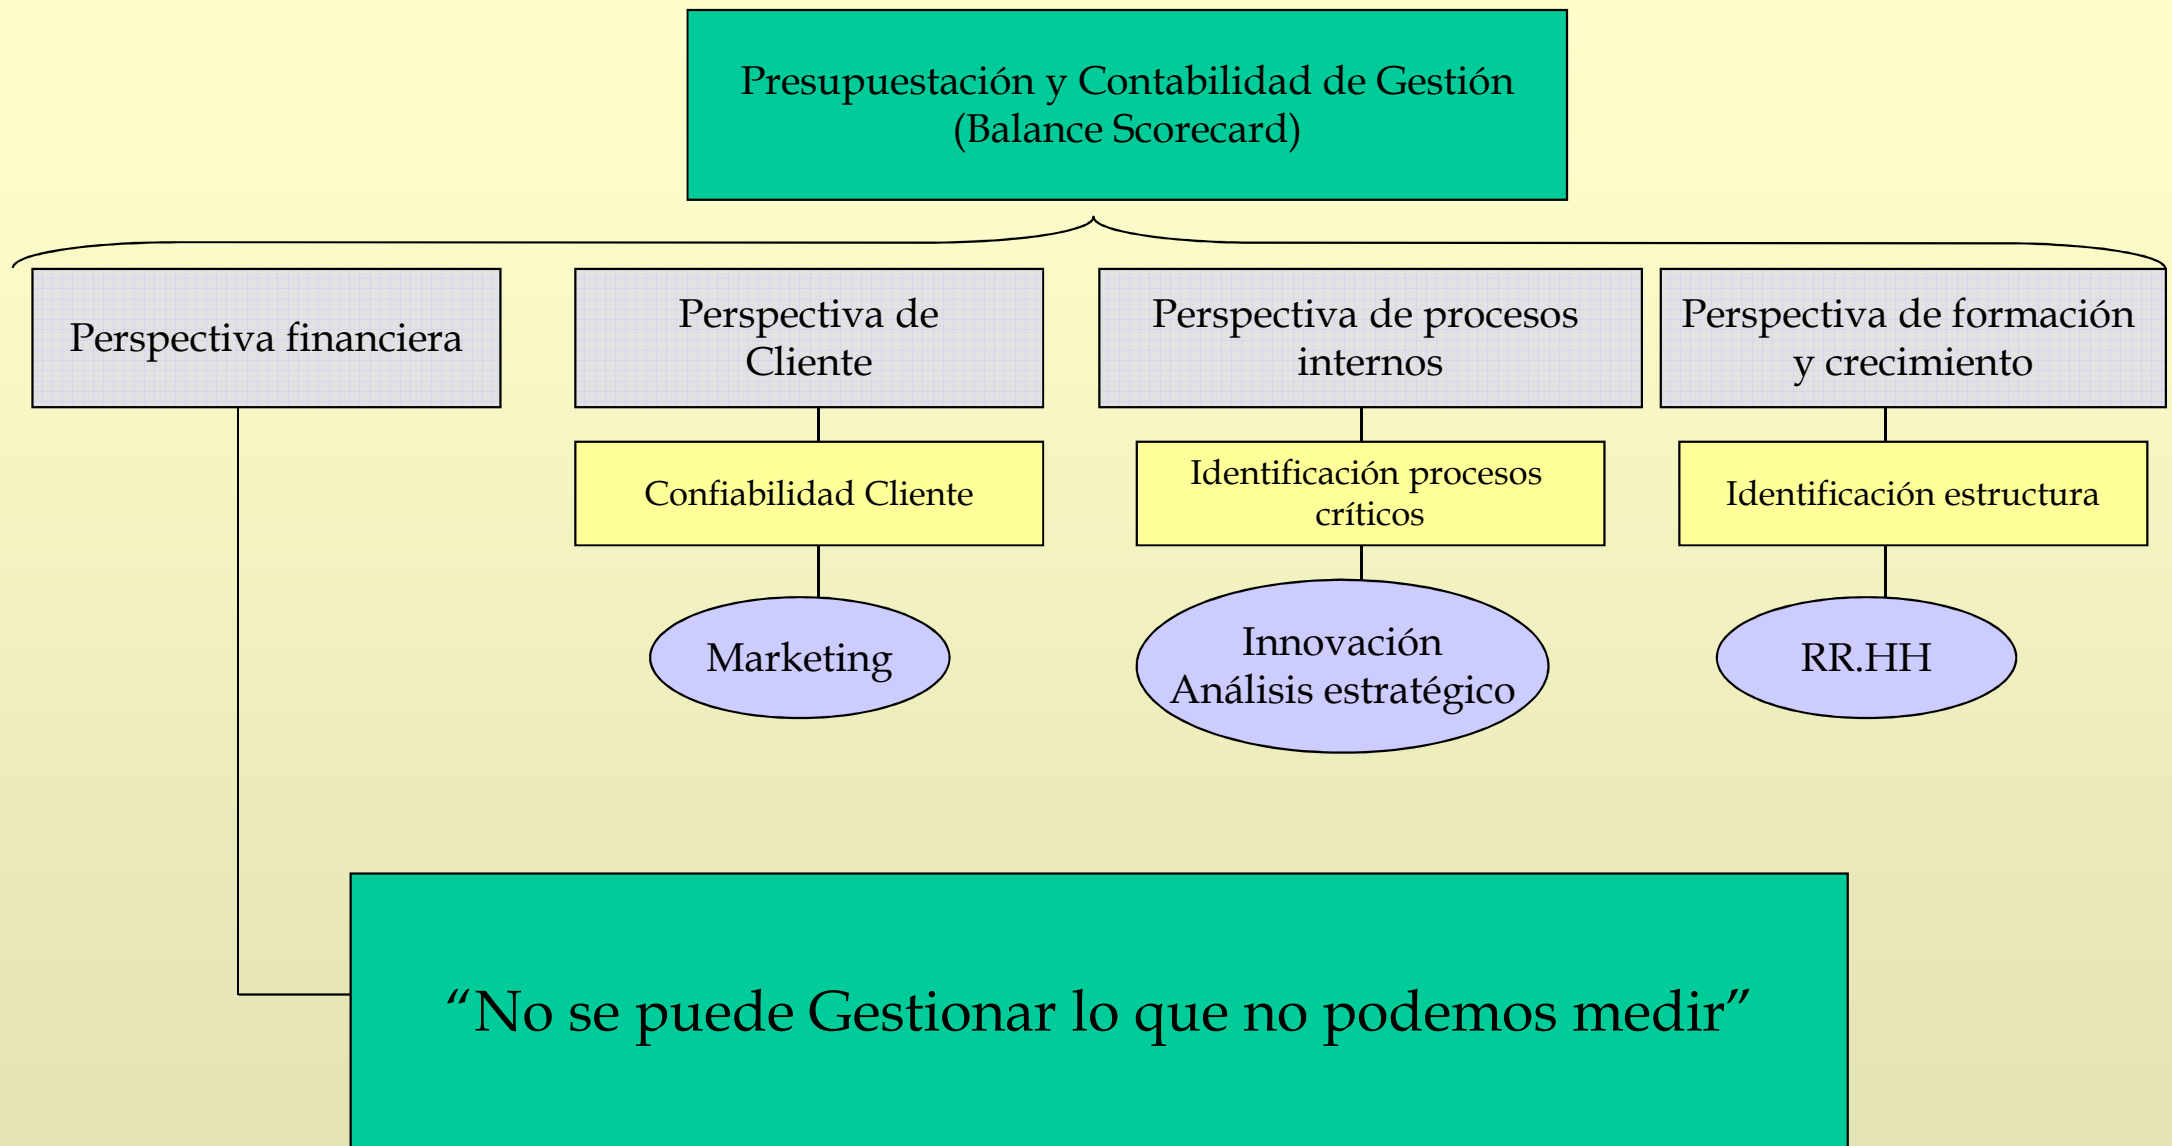 Presupuestación y Contabilidad de Gestión
(Balance Scorecard)
Perspectiva financiera
Perspectiva de
Cliente
Perspectiva de procesos
internos
Perspectiva de formación
y crecimiento
Confiabilidad Cliente
Identificación procesos
críticos
Identificación estructura
Marketing
Innovación
Análisis estratégico
RR.HH
“No se puede Gestionar lo que no podemos medir”